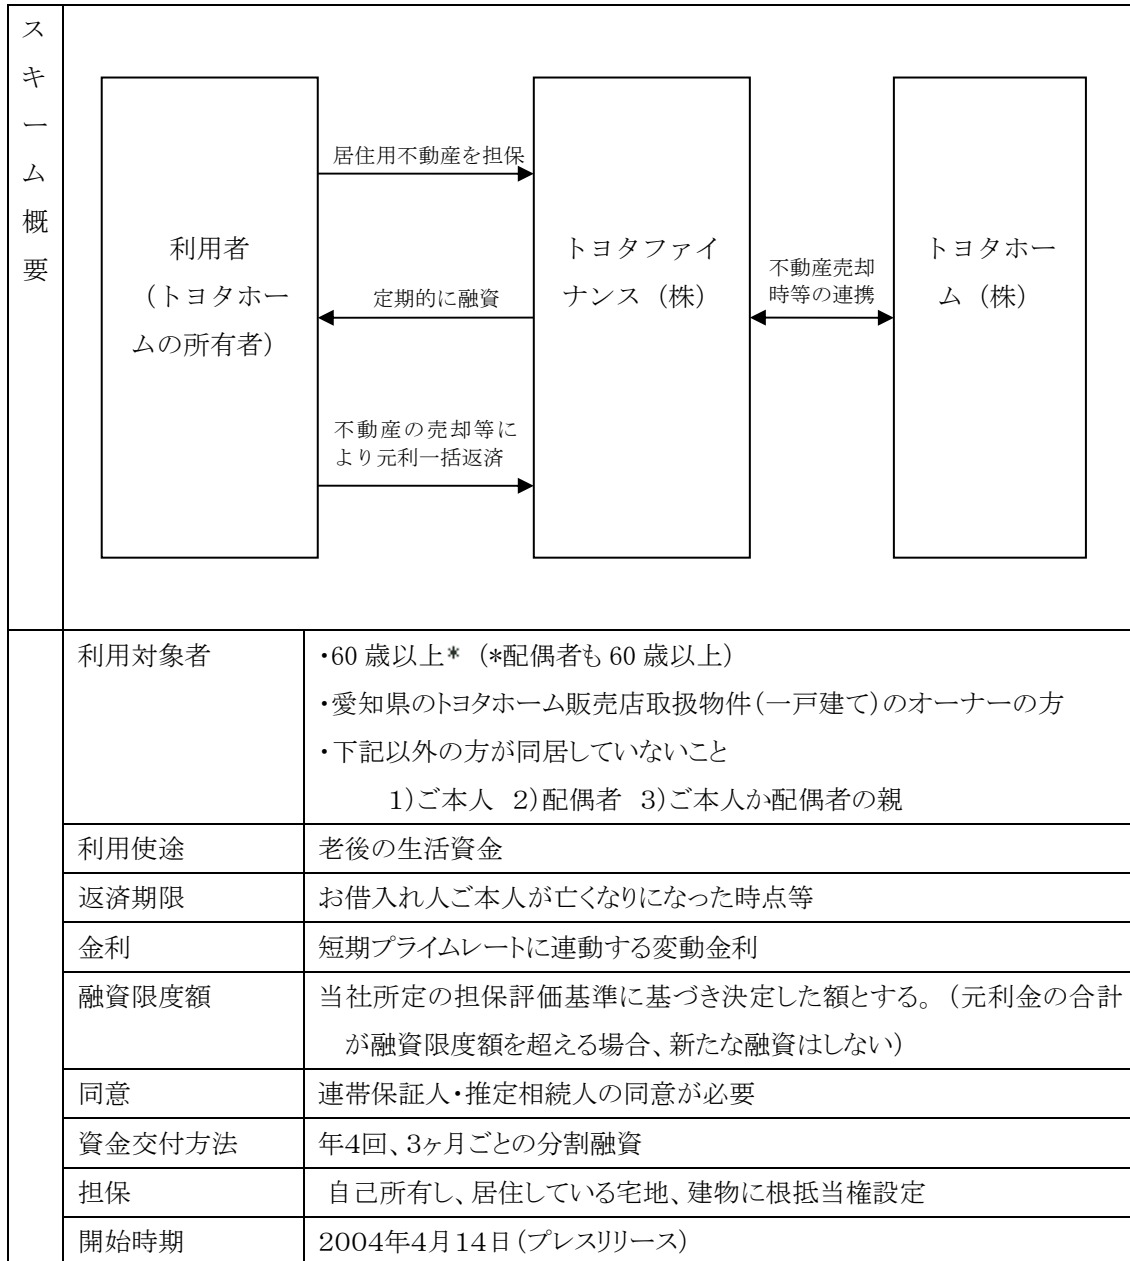 スキーム概要
居住用不動産を担保
利用者
（トヨタホー
ムの所有者）
定期的に融資
不動産の売却等に
より元利一括返済
トヨタファイ
ナンス（株）
不動産売却
時等の連携
トヨタホー
ム（株）
利用対象者
・60 歳以上* （*配偶者も 60 歳以上）
・愛知県のトヨタホーム販売店取扱物件（一戸建て）のオーナーの方
・下記以外の方が同居していないこと
1）ご本人　2）配偶者　3）ご本人か配偶者の親
利用使途
老後の生活資金
返済期限
お借入れ人ご本人が亡くなりになった時点等
金利
短期プライムレートに連動する変動金利
融資限度額
当社所定の担保評価基準に基づき決定した額とする。（元利金の合計
が融資限度額を超える場合、新たな融資はしない）
同意
連帯保証人・推定相続人の同意が必要
資金交付方法
年4回、3ヶ月ごとの分割融資
担保
自己所有し、居住している宅地、建物に根抵当権設定
開始時期
2004年4月14日（プレスリリース）